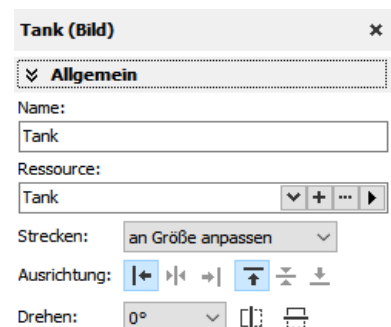 Tank (Bild)
Allgemein
Name:
Tank
Ressource:
Tank
Strecken: an Größe anpassen
Ausrichtung:
Drehen: 0°